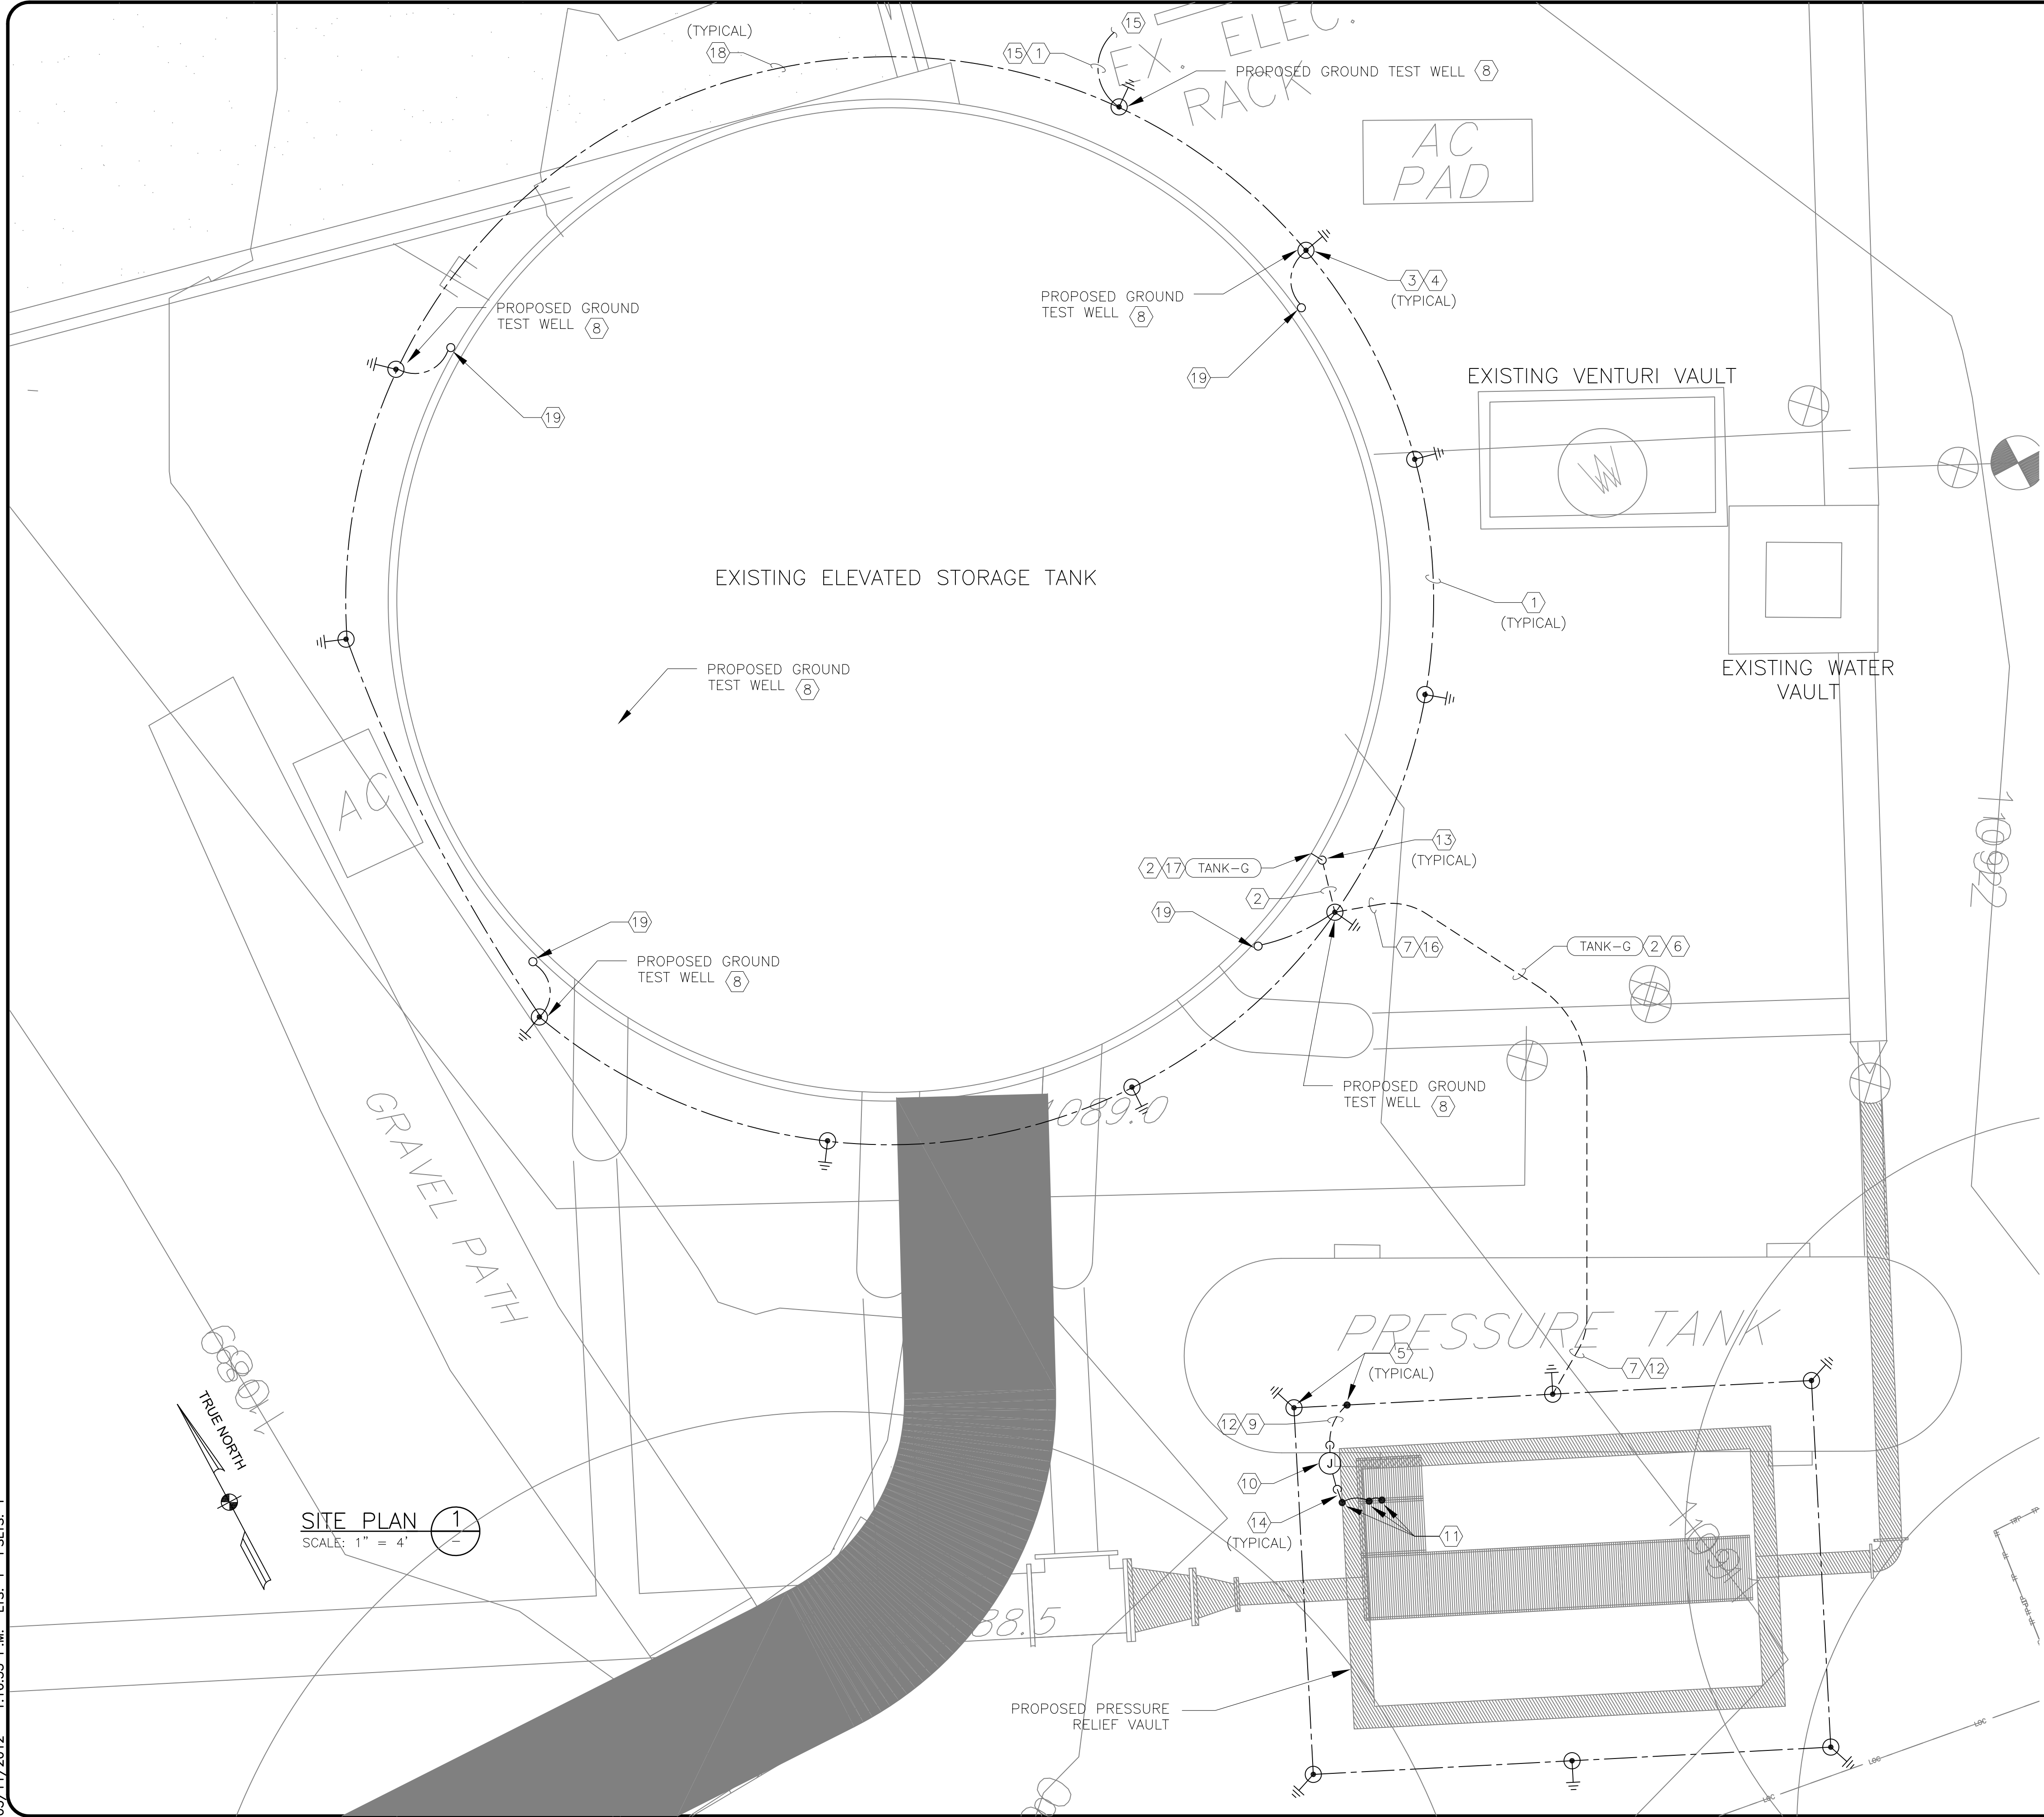 (TYPICAL)
18
15
15 1
EX. ELEC.
RACK
PROPOSED GROUND TEST WELL 8
AC
PAD
PROPOSED GROUND
TEST WELL 8
PROPOSED GROUND
TEST WELL 8
3 4
(TYPICAL)
19
19
EXISTING VENTURI VAULT
W
EXISTING ELEVATED STORAGE TANK
1
(TYPICAL)
PROPOSED GROUND
TEST WELL 8
EXISTING WATER
VAULT
AC
13
(TYPICAL)
2 17 TANK-G
2
19
19
7 16
TANK-G 2 6
PROPOSED GROUND
TEST WELL 8
PROPOSED GROUND
TEST WELL 8
1089.0
GRAVEL PATH
PRESSURE TANK
5
(TYPICAL)
7 12
12 9
J
10
14
(TYPICAL)
11
TRUE NORTH
SITE PLAN 1
SCALE: 1" = 4' -
88.5
PROPOSED PRESSURE
RELIEF VAULT
LOC
LOC
LOC